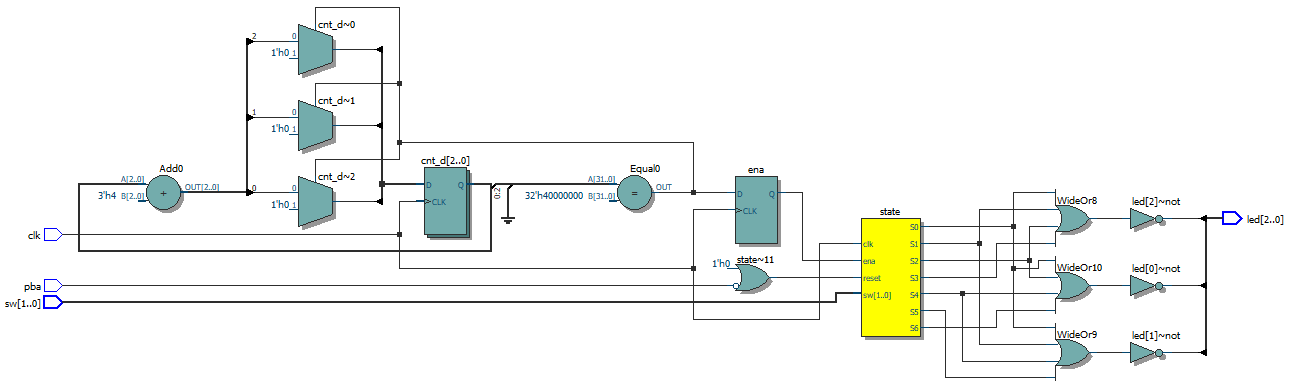 cnt_d~0
2
0
1'h0
1
cnt_d~1
1
0
1'h0
1
cnt_d~2
0
0
1'h0
1
Add0
A[2..0]
3'h4
B[2..0]
+
OUT[2..0]
cnt_d[2..0]
D
Q
CLK
0:2
Equal0
A[31..0]
32'h40000000
B[31..0]
=
OUT
ena
D
Q
CLK
clk
pba
sw[1..0]
1'h0
state~11
state
clk
ena
reset
sw[1..0]
S0
S1
S2
S3
S4
S5
S6
WideOr8
led[2]~not
led[2..0]
WideOr10
led[0]~not
WideOr9
led[1]~not